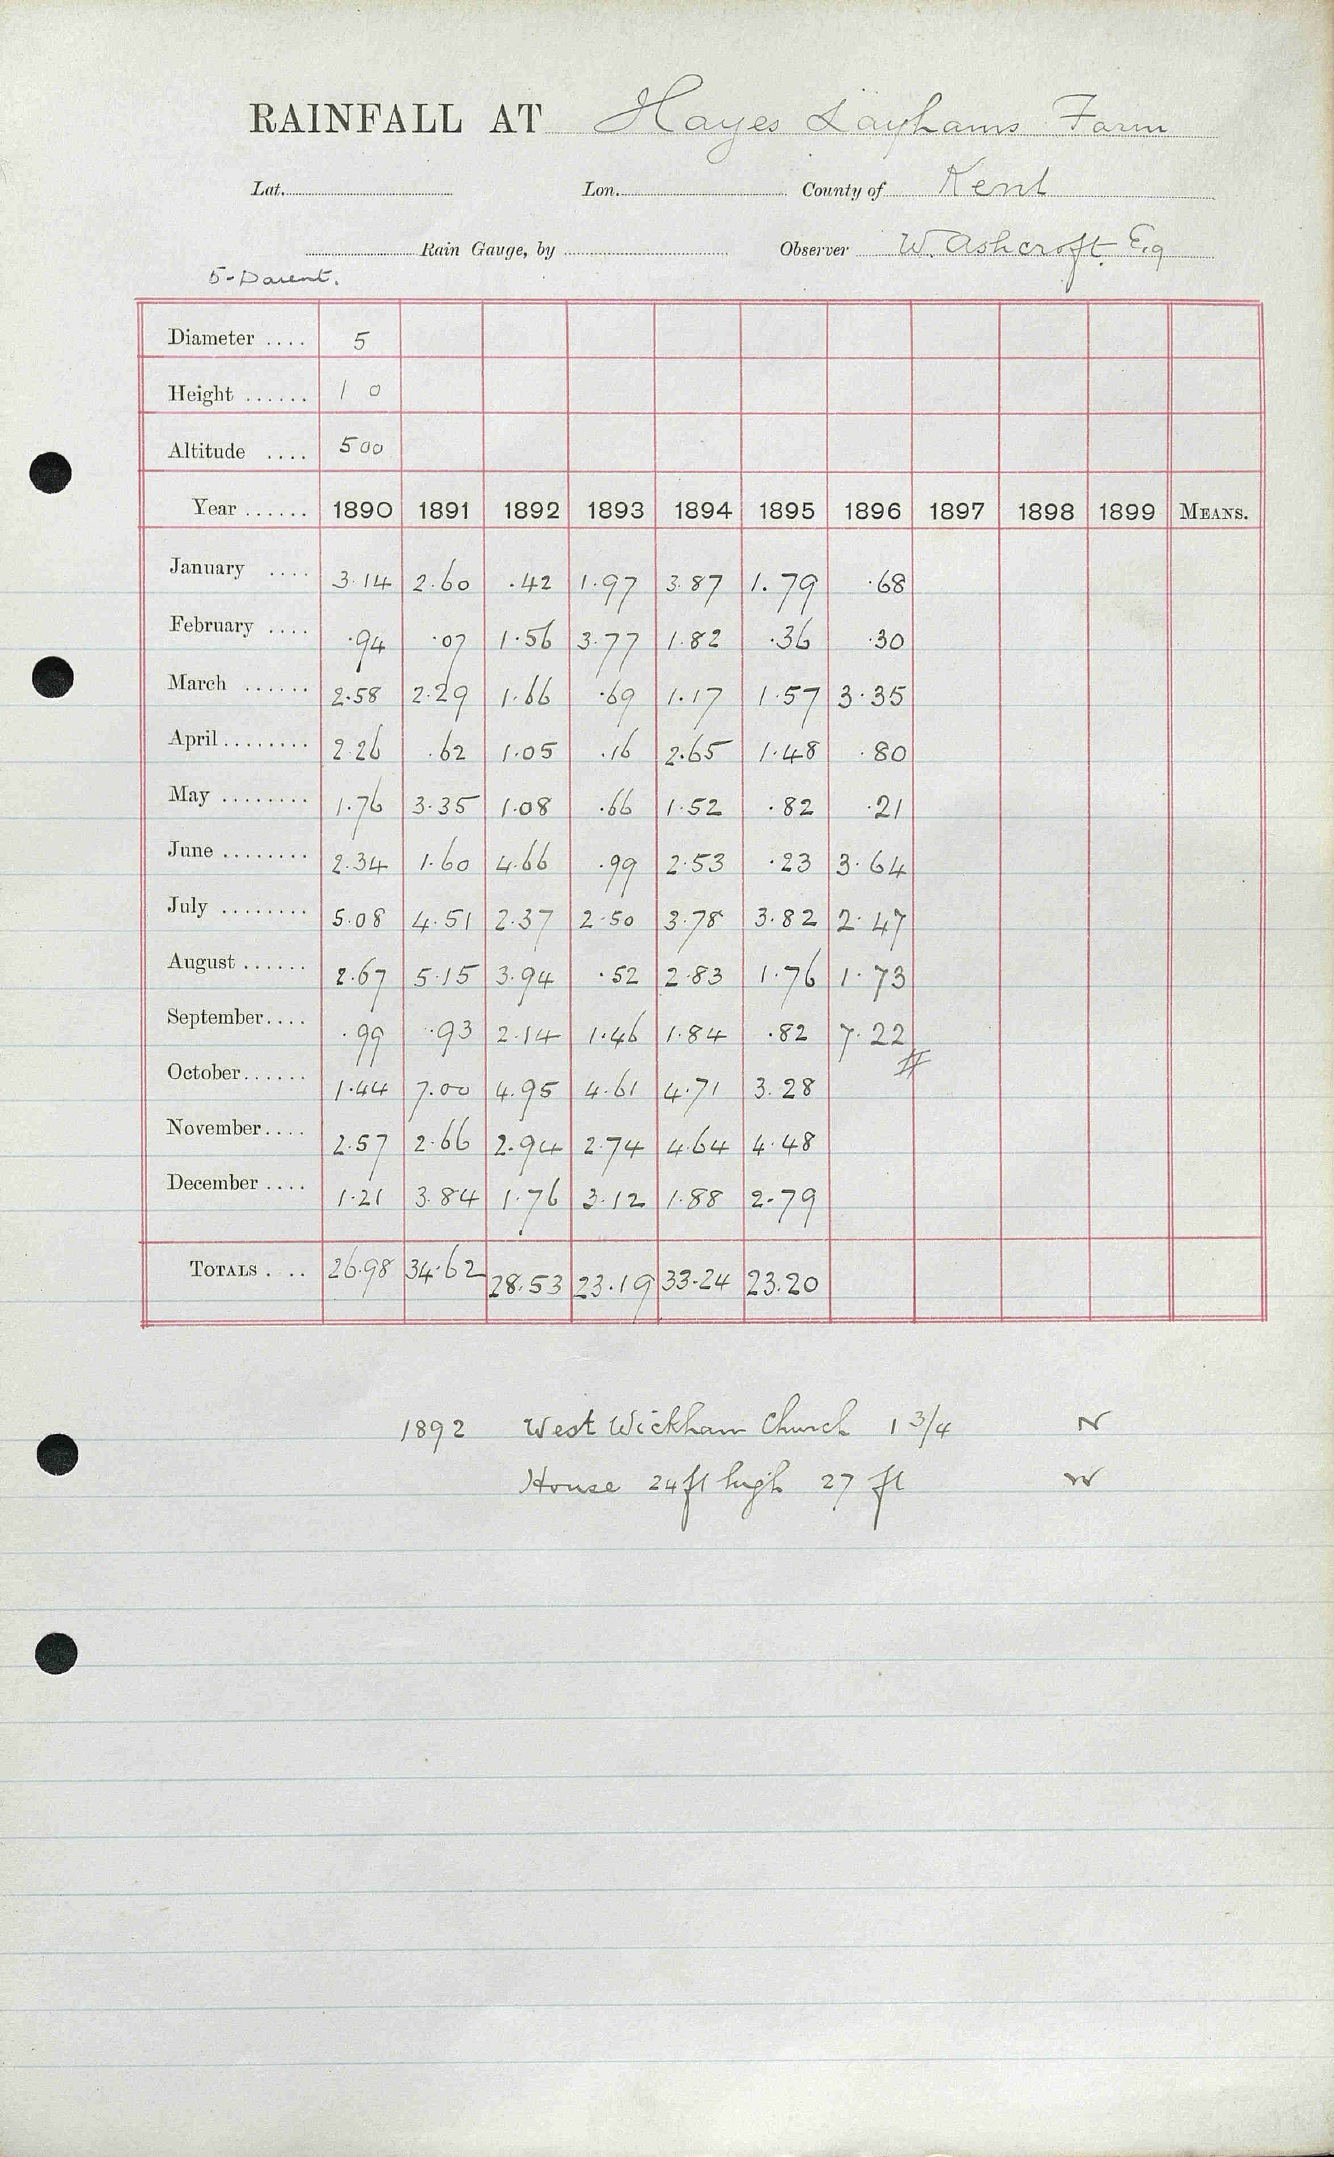 RAINFALL AT Hayes Layhams Farm
Lat. Lon. County of Kent
Rain Gauge, by Observer W. Ashcroft Esq
5-Darent.
Diameter .... 5
Height ...... 1 0
Altitude .... 500
Year ...... 1890 1891 1892 1893 1894 1895 1896 1897 1898 1899 MEANS.
January .... 3.14 2.60 .42 1.97 3.87 1.79 .68
February .... .94 .07 1.56 3.77 1.82 .36 .30
March ...... 2.58 2.29 1.66 .69 1.17 1.57 3.35
April ........ 2.26 .62 1.05 .16 2.65 1.48 .80
May ........ 1.76 3.35 1.08 .66 1.52 .82 .21
June ........ 2.34 1.60 4.66 .99 2.53 .23 3.64
July ........ 5.08 4.51 2.37 2.50 3.78 3.82 2.47
August ...... 2.67 5.15 3.94 .52 2.83 1.76 1.73
September.... .99 .93 2.14 1.46 1.84 .82 7.22
October...... 1.44 7.00 4.95 4.61 4.71 3.28 #
November.... 2.57 2.66 2.94 2.74 4.64 4.48
December .... 1.21 3.84 1.76 3.12 1.88 2.79
TOTALS .... 26.98 34.62 28.53 23.19 33.24 23.20
1892 West Wickham Church 1 3/4 N
House 24ft high 27 ft W